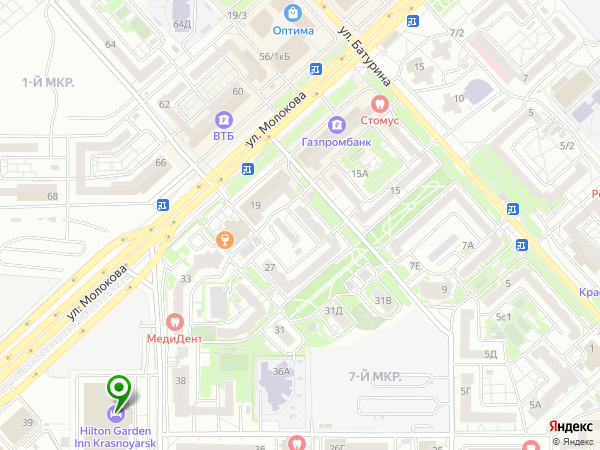 64Д
19/3
Оптима
64
56/1кБ
ул. Батурина
7/2
15
7
1-Й МКР.
62
60
ВТБ
ул. Молокова
Стомус
10
Газпромбанк
5/2
66
68
15А
15
19
7А
27
33
7Е
9
5
ул. Молокова
31В
31Д
5с1
МедиДент
31
1
38
36А
7-Й МКР.
5Д
5Г
5А
39
Hilton Garden
Inn Krasnoyarsk
Яндекс
© Яндекс